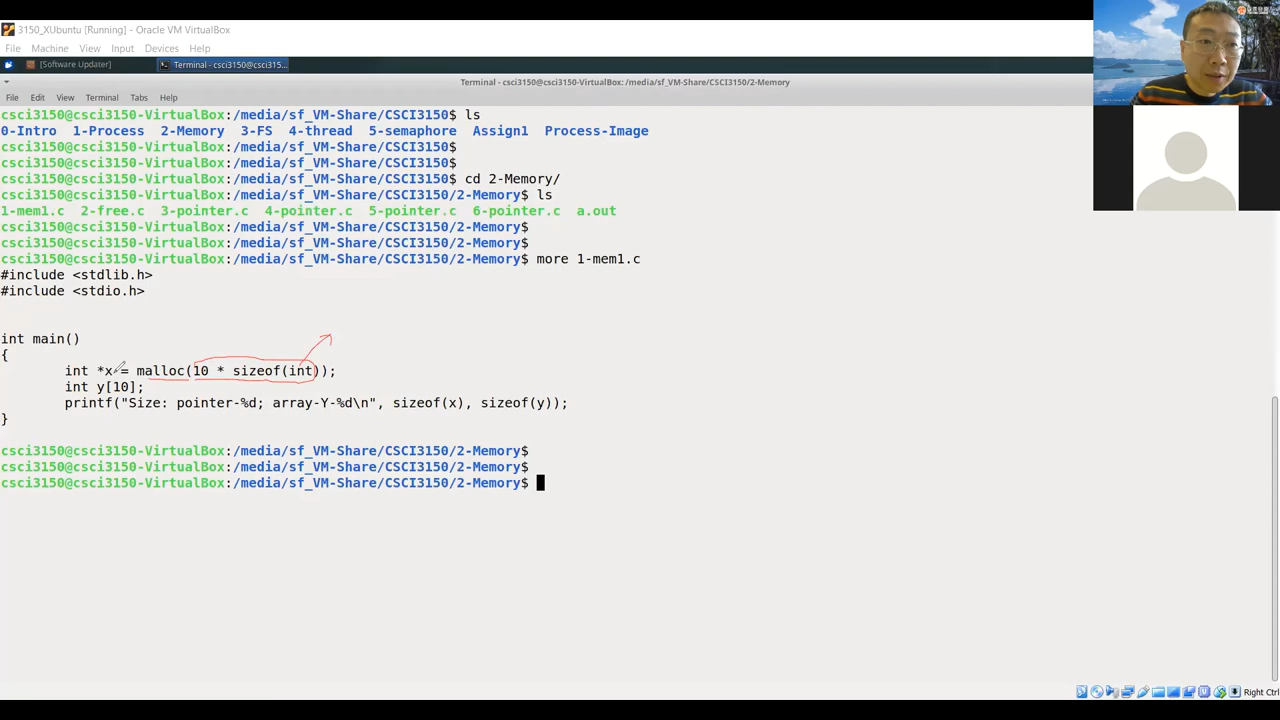 3150_XUbuntu [Running] - Oracle VM VirtualBox
File Machine View Input Devices Help
[Software Updater] Terminal - csci3150@csci315...
Terminal - csci3150@csci3150-VirtualBox: /media/sf_VM-Share/CSCI3150/2-Memory
File Edit View Terminal Tabs Help
csci3150@csci3150-VirtualBox:/media/sf_VM-Share/CSCI3150$ ls
0-Intro 1-Process 2-Memory 3-FS 4-thread 5-semaphore Assign1 Process-Image
csci3150@csci3150-VirtualBox:/media/sf_VM-Share/CSCI3150$
csci3150@csci3150-VirtualBox:/media/sf_VM-Share/CSCI3150$
csci3150@csci3150-VirtualBox:/media/sf_VM-Share/CSCI3150$ cd 2-Memory/
csci3150@csci3150-VirtualBox:/media/sf_VM-Share/CSCI3150/2-Memory$ ls
1-mem1.c 2-free.c 3-pointer.c 4-pointer.c 5-pointer.c 6-pointer.c a.out
csci3150@csci3150-VirtualBox:/media/sf_VM-Share/CSCI3150/2-Memory$
csci3150@csci3150-VirtualBox:/media/sf_VM-Share/CSCI3150/2-Memory$
csci3150@csci3150-VirtualBox:/media/sf_VM-Share/CSCI3150/2-Memory$ more 1-mem1.c
#include <stdlib.h>
#include <stdio.h>
int main()
{
int *x = malloc(10 * sizeof(int));
int y[10];
printf("Size: pointer-%d; array-Y-%d\n", sizeof(x), sizeof(y));
}
csci3150@csci3150-VirtualBox:/media/sf_VM-Share/CSCI3150/2-Memory$
csci3150@csci3150-VirtualBox:/media/sf_VM-Share/CSCI3150/2-Memory$
csci3150@csci3150-VirtualBox:/media/sf_VM-Share/CSCI3150/2-Memory$
Right Ctrl